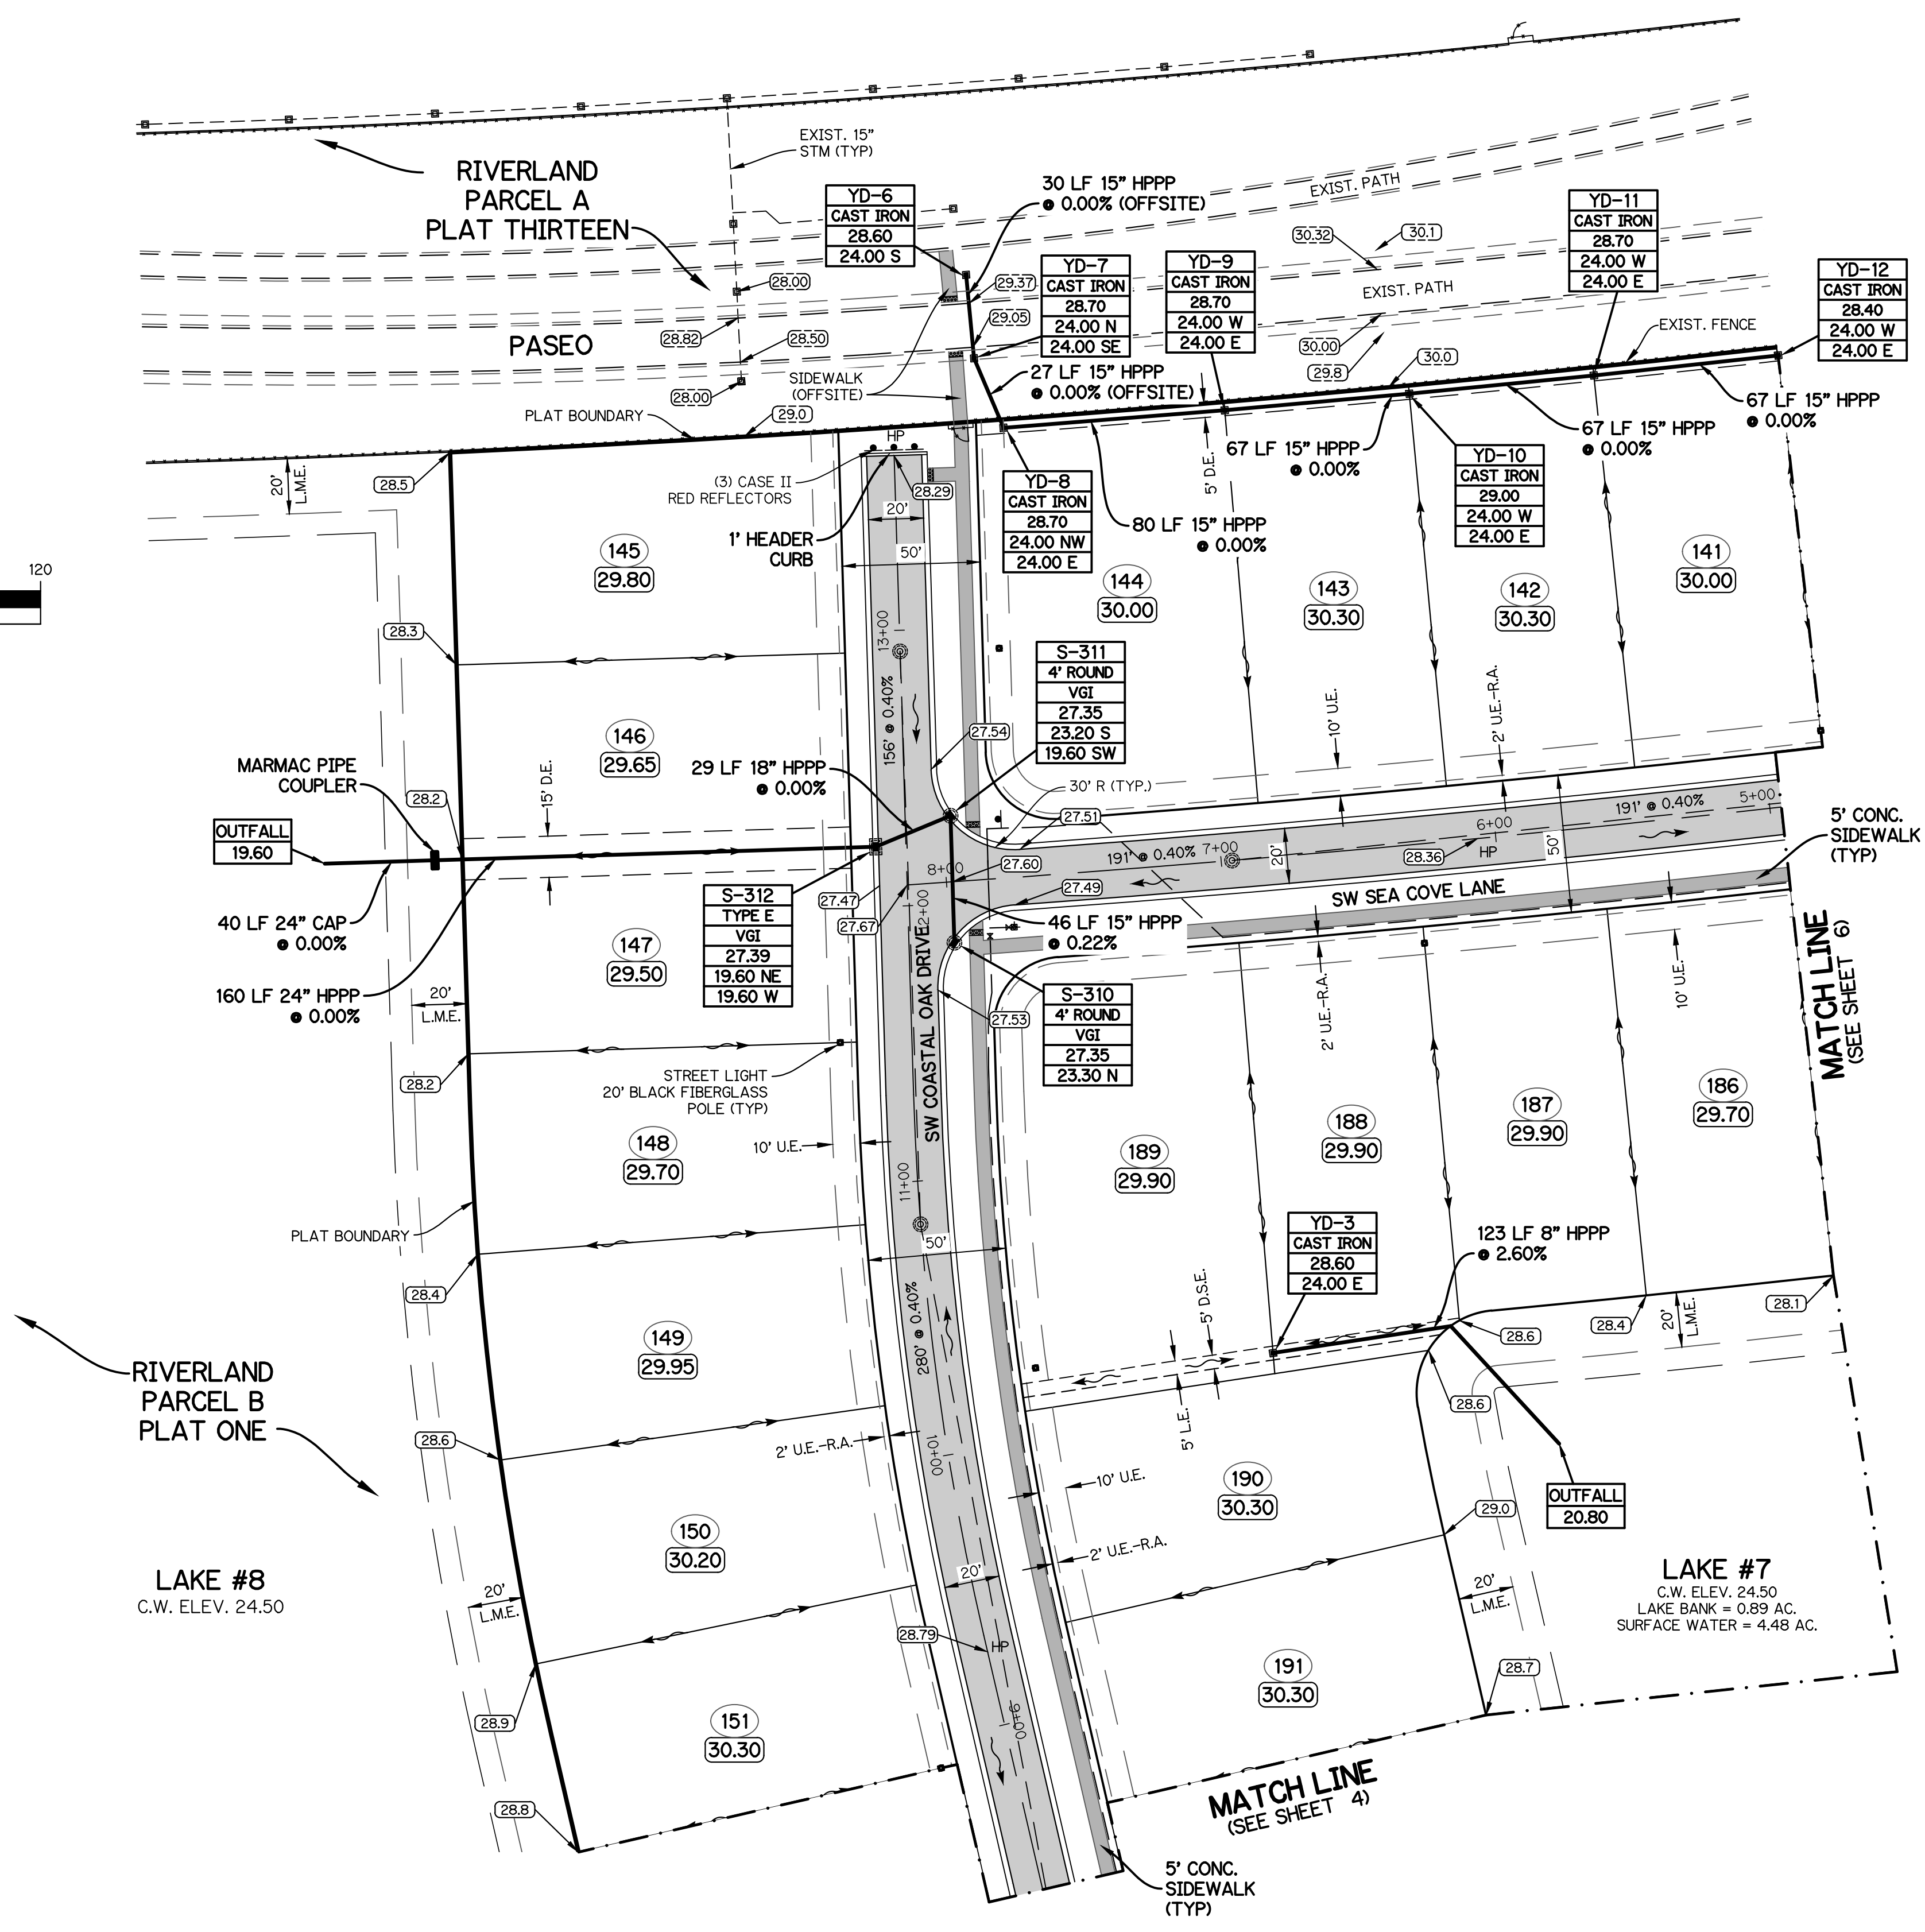 EXIST. 15"
STM (TYP)
RIVERLAND
PARCEL A
PLAT THIRTEEN
YD-6
CAST IRON
28.60
24.00 S
30 LF 15" HPPP
@ 0.00% (OFFSITE)
EXIST. PATH
30.32
30.1
YD-11
CAST IRON
28.70
24.00 W
24.00 E
YD-7
CAST IRON
28.70
24.00 N
24.00 SE
YD-9
CAST IRON
28.70
24.00 W
24.00 E
YD-12
CAST IRON
28.40
24.00 W
24.00 E
28.00
29.37
29.05
EXIST. PATH
EXIST. FENCE
28.82
28.50
PASEO
30.00
30.0
29.8
SIDEWALK
(OFFSITE)
28.00
27 LF 15" HPPP
@ 0.00% (OFFSITE)
PLAT BOUNDARY
29.0
HP
67 LF 15" HPPP
@ 0.00%
67 LF 15" HPPP
@ 0.00%
67 LF 15" HPPP
@ 0.00%
20'
L.M.E.
28.5
(3) CASE II
RED REFLECTORS
28.29
20'
YD-8
CAST IRON
28.70
24.00 NW
24.00 E
5' D.E.
YD-10
CAST IRON
29.00
24.00 W
24.00 E
80 LF 15" HPPP
@ 0.00%
1' HEADER
CURB
50'
120
145
29.80
144
30.00
143
30.30
142
30.30
141
30.00
28.3
13+00
S-311
4' ROUND
VGI
27.35
23.20 S
19.60 SW
146
29.65
156' @ 0.40%
27.54
10' U.E.
2' U.E.-R.A.
MARMAC PIPE
COUPLER
28.2
15' D.E.
29 LF 18" HPPP
@ 0.00%
30' R (TYP.)
27.51
191' @ 0.40%
5+00
OUTFALL
19.60
6+00
HP
28.36
50'
5' CONC.
SIDEWALK
(TYP)
191' @ 0.40%
7+00
20'
8+00
27.60
27.49
SW SEA COVE LANE
S-312
TYPE E
VGI
27.39
19.60 NE
19.60 W
27.47
27.67
12+00
46 LF 15" HPPP
@ 0.22%
40 LF 24" CAP
@ 0.00%
147
29.50
160 LF 24" HPPP
@ 0.00%
20'
L.M.E.
SW COASTAL OAK DRIVE
27.53
S-310
4' ROUND
VGI
27.35
23.30 N
2' U.E.-R.A.
10' U.E.
MATCH LINE
(SEE SHEET 6)
28.2
STREET LIGHT
20' BLACK FIBERGLASS
POLE (TYP)
148
29.70
10' U.E.
11+00
189
29.90
188
29.90
187
29.90
186
29.70
PLAT BOUNDARY
50'
YD-3
CAST IRON
28.60
24.00 E
123 LF 8" HPPP
@ 2.60%
28.4
5' D.S.E.
28.6
28.4
20'
L.M.E.
28.1
280' @ 0.40%
149
29.95
RIVERLAND
PARCEL B
PLAT ONE
5' L.E.
28.6
28.6
2' U.E.-R.A.
10+00
10' U.E.
190
30.30
29.0
OUTFALL
20.80
150
30.20
2' U.E.-R.A.
LAKE #8
C.W. ELEV. 24.50
20'
L.M.E.
20'
20'
L.M.E.
LAKE #7
C.W. ELEV. 24.50
LAKE BANK = 0.89 AC.
SURFACE WATER = 4.48 AC.
28.79
HP
191
30.30
28.7
28.9
151
30.30
9+00
28.8
MATCH LINE
(SEE SHEET 4)
5' CONC.
SIDEWALK
(TYP)